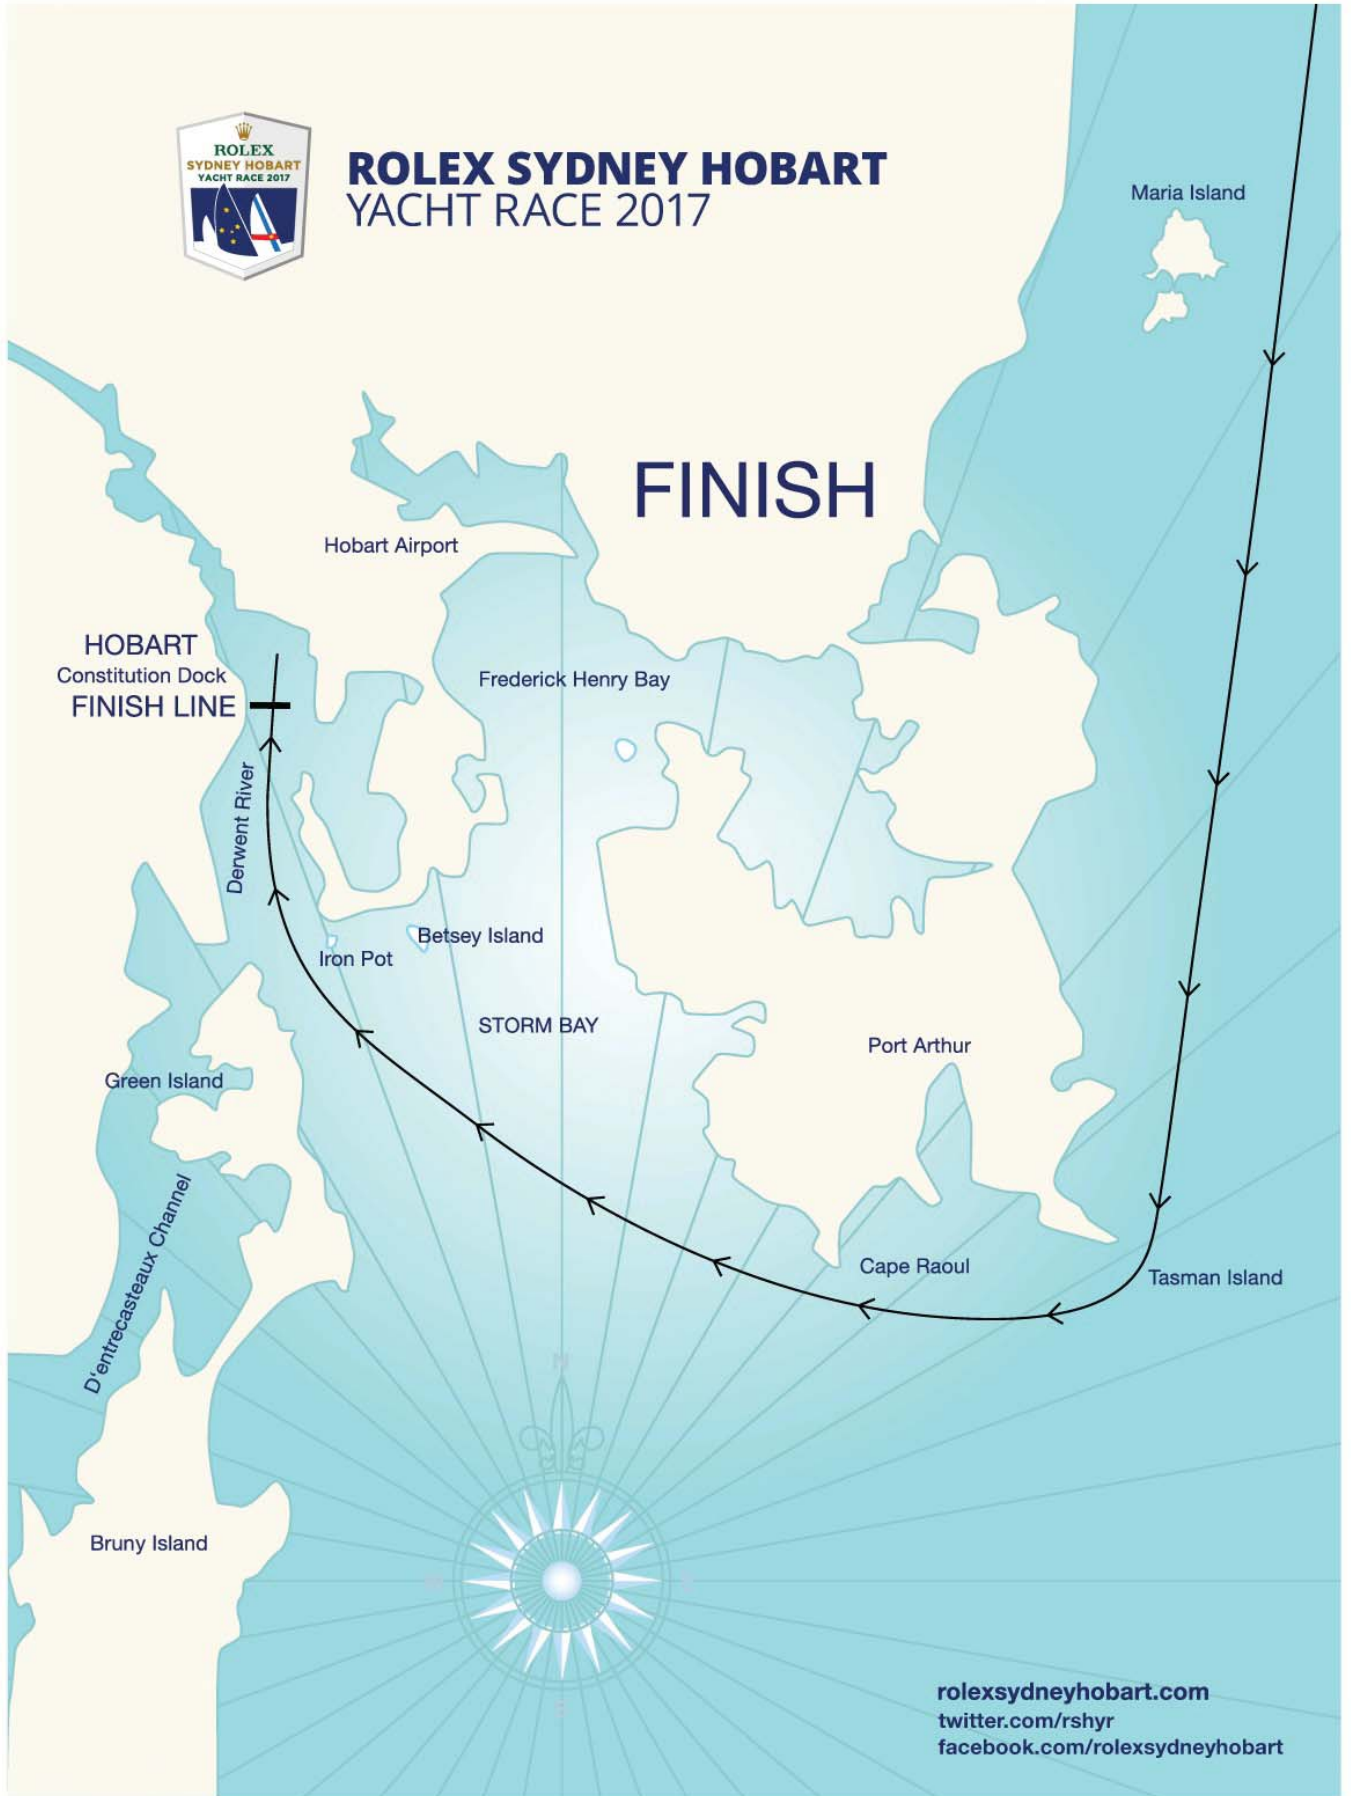 ROLEX
SYDNEY HOBART
YACHT RACE 2017
ROLEX SYDNEY HOBART
YACHT RACE 2017
Maria Island
FINISH
Hobart Airport
HOBART
Constitution Dock
FINISH LINE
Frederick Henry Bay
Derwent River
Betsey Island
Iron Pot
STORM BAY
Port Arthur
Green Island
D'entrecasteaux Channel
Cape Raoul
Tasman Island
N
Bruny Island
W
E
S
rolexsydneyhobart.com
twitter.com/rshyr
facebook.com/rolexsydneyhobart